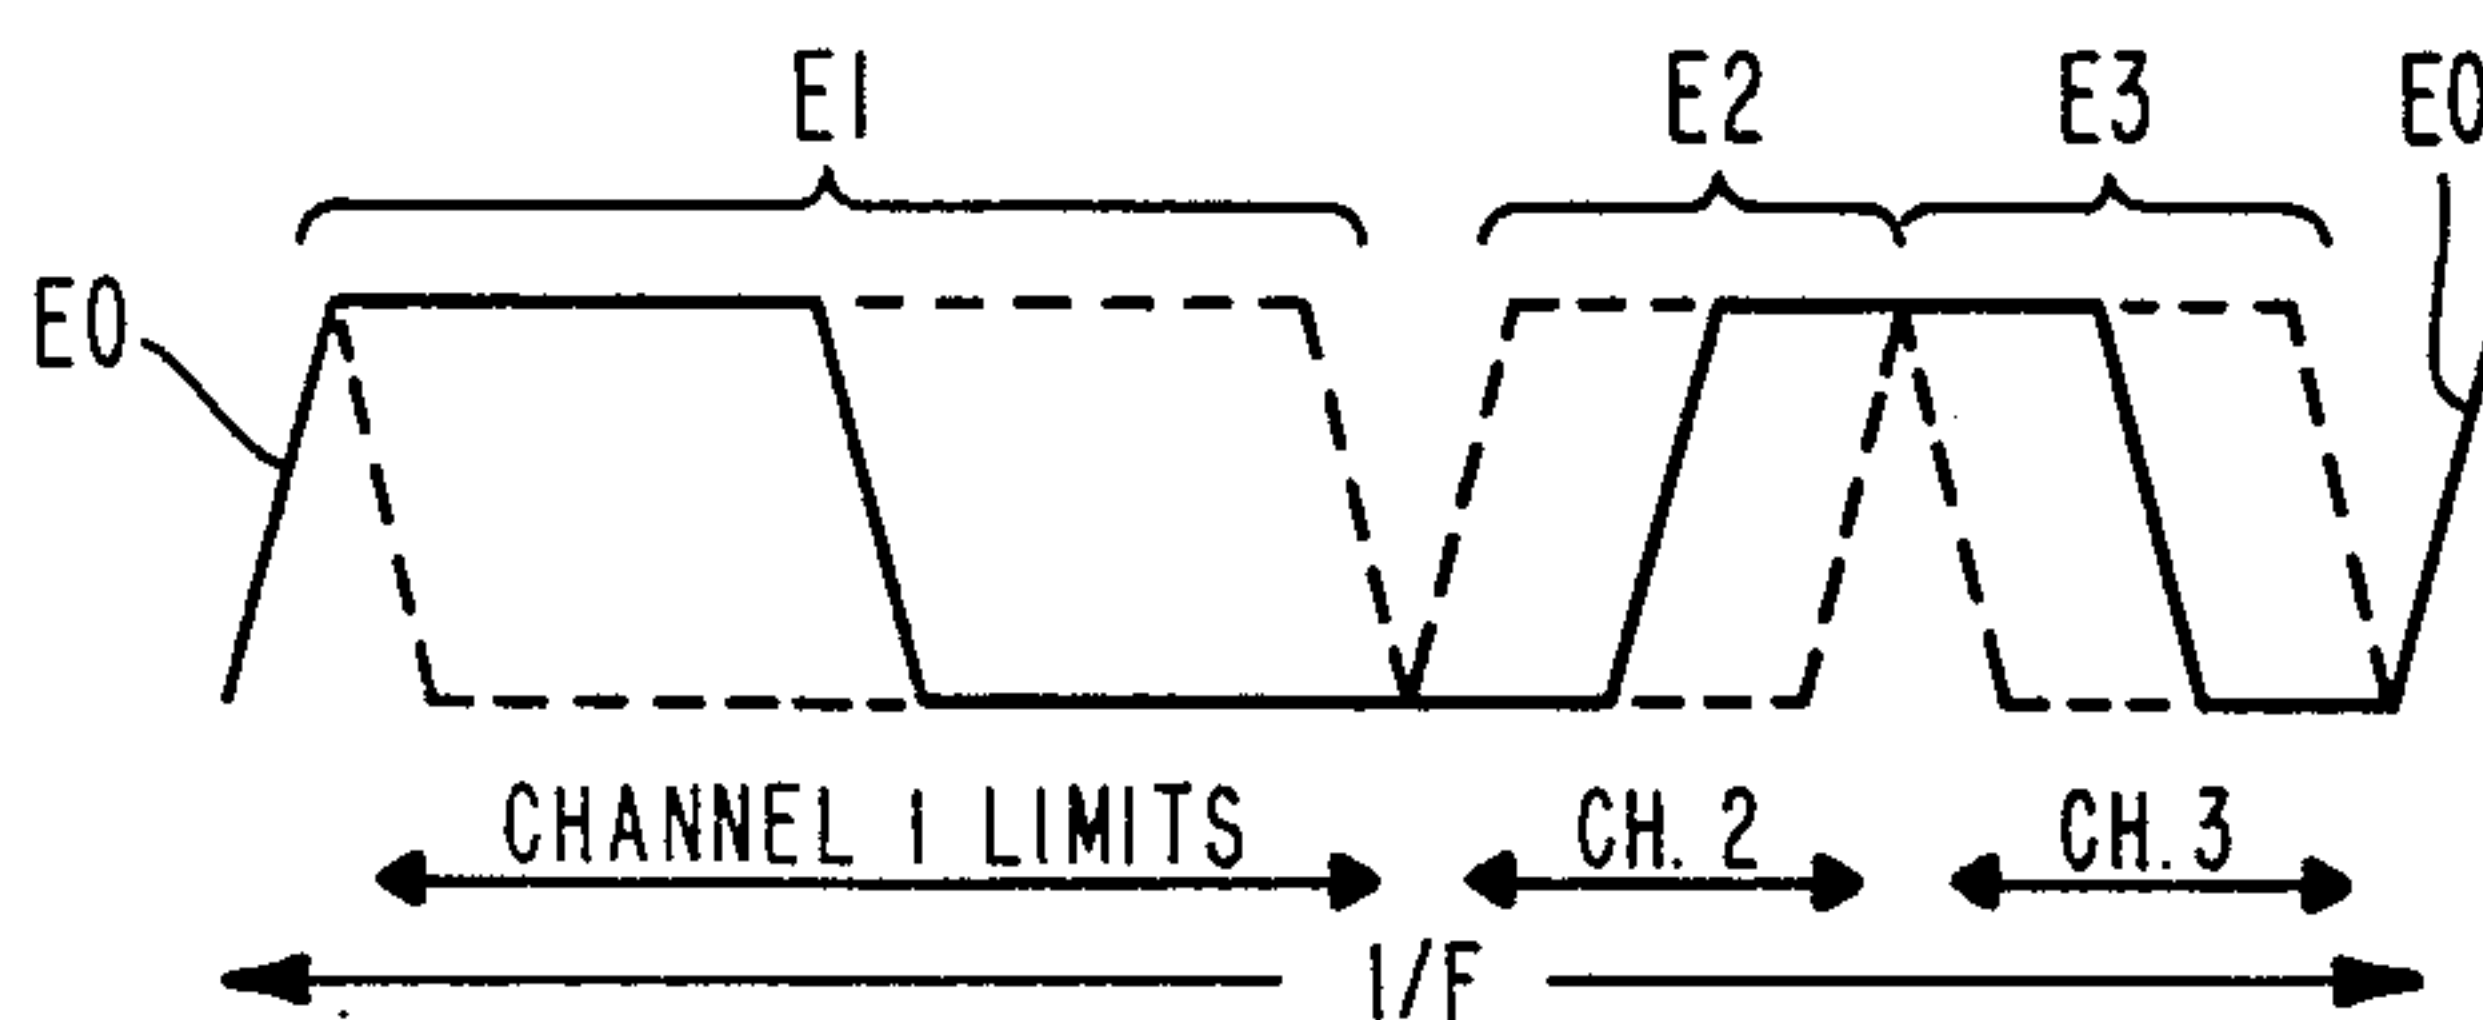 E1
E2
E3
E0
E0
CHANNEL 1 LIMITS
CH. 2
CH. 3
1/F